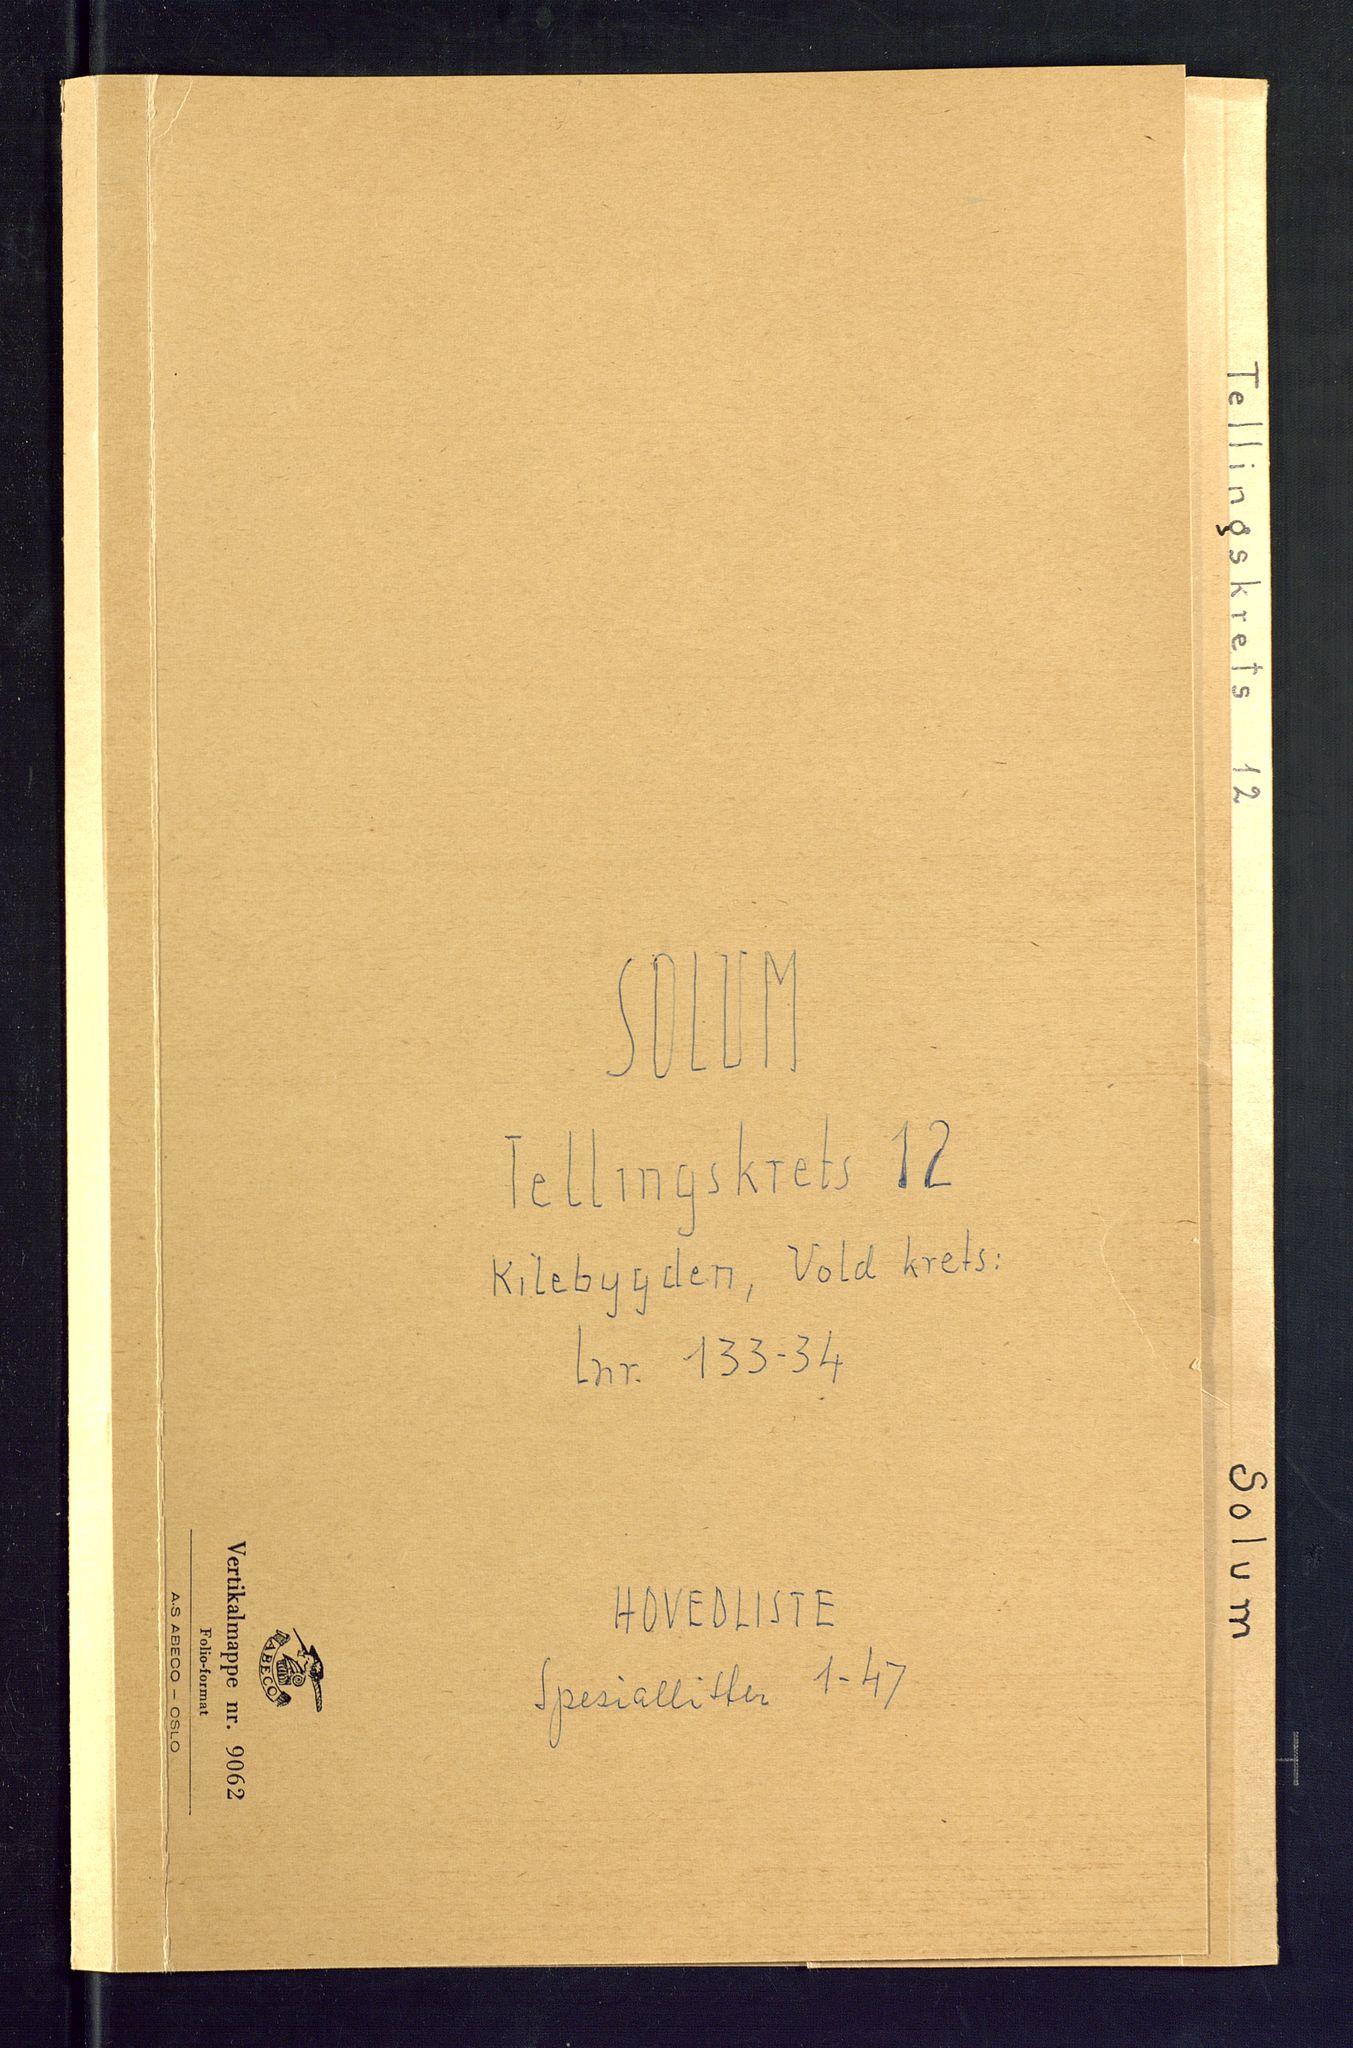 SOLUM
Tellingskrets 12
Kilebygden, Vold krets:
Lnr. 133-34
HOVEDLISTE
Spesiallister 1-47
Tellingskrets 12
Solum
ABECO
Vertikalmappe nr. 9062
Folio-format
A.S ABECO – OSLO